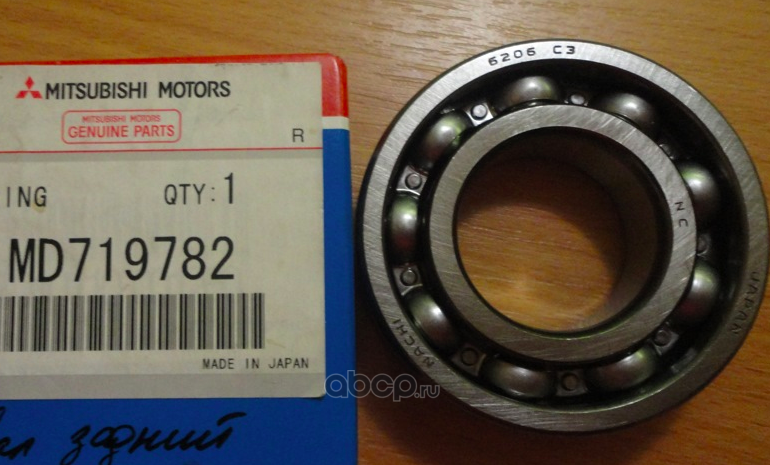 MITSUBISHI MOTORS
MITSUBISHI MOTORS
GENUINE PARTS
R
ING QTY: 1
MD719782
MADE IN JAPAN
задний
6206 C3
NC
NACHI
JAPAN
abcp.ru